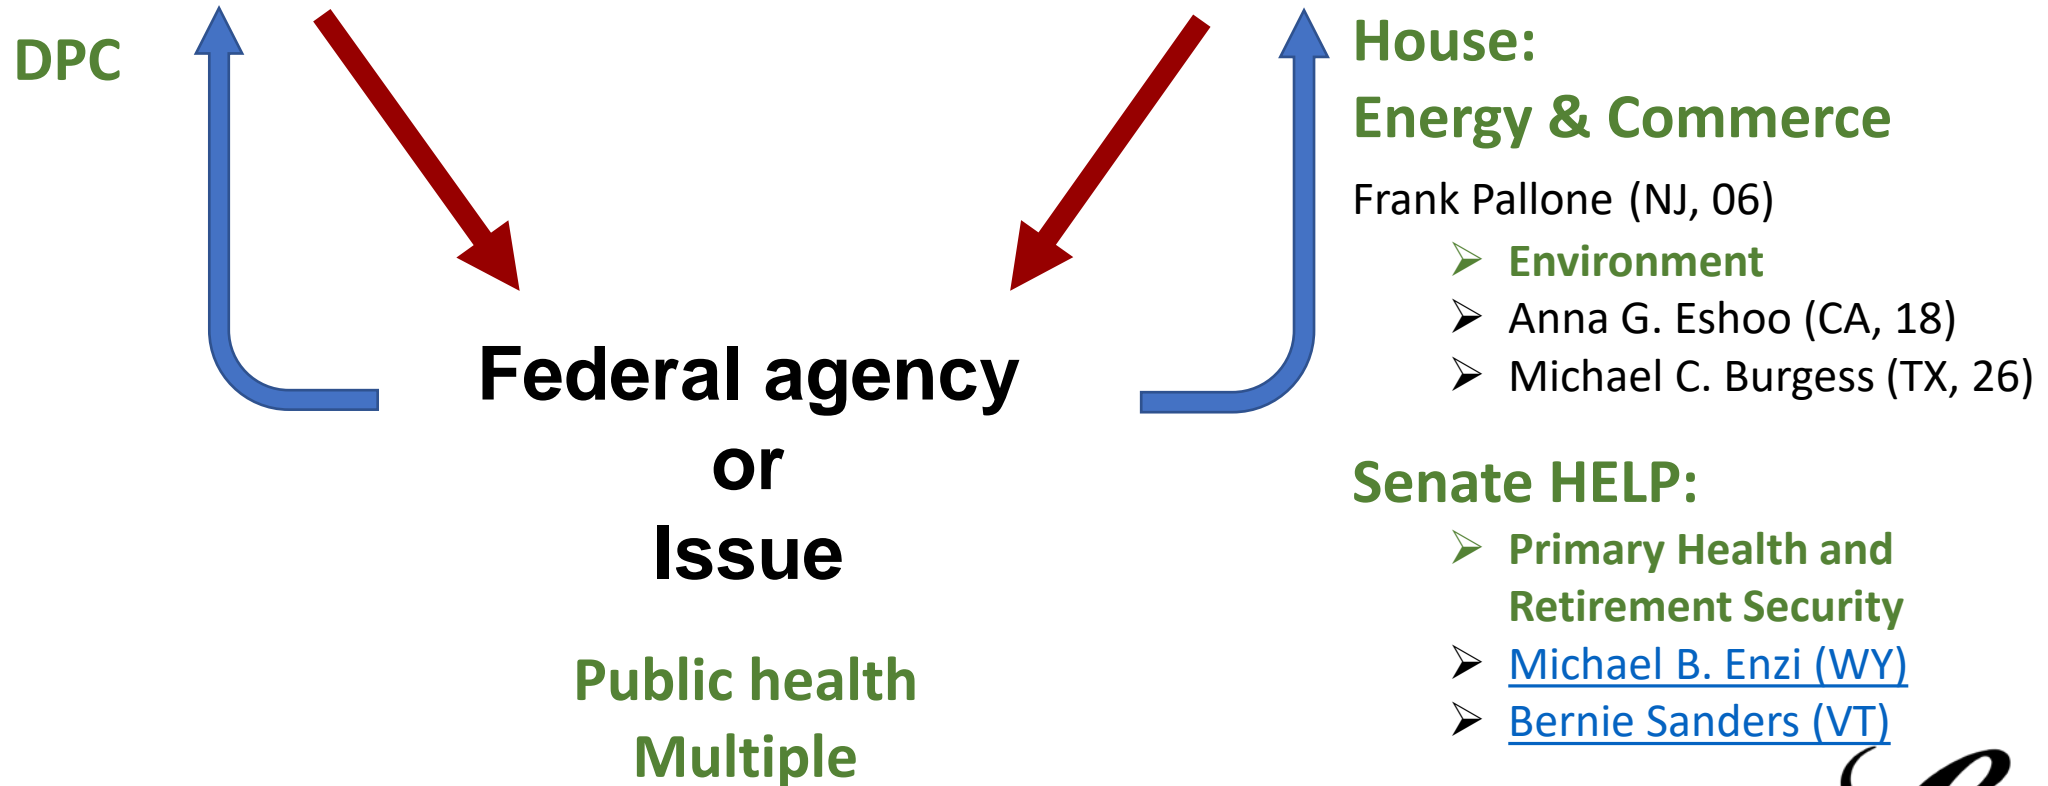 DPC
Federal agency
or
Issue
Public health
Multiple
House:
Energy & Commerce
Frank Pallone (NJ, 06)
➢ Environment
➢ Anna G. Eshoo (CA, 18)
➢ Michael C. Burgess (TX, 26)
Senate HELP:
➢ Primary Health and
Retirement Security
➢ Michael B. Enzi (WY)
➢ Bernie Sanders (VT)